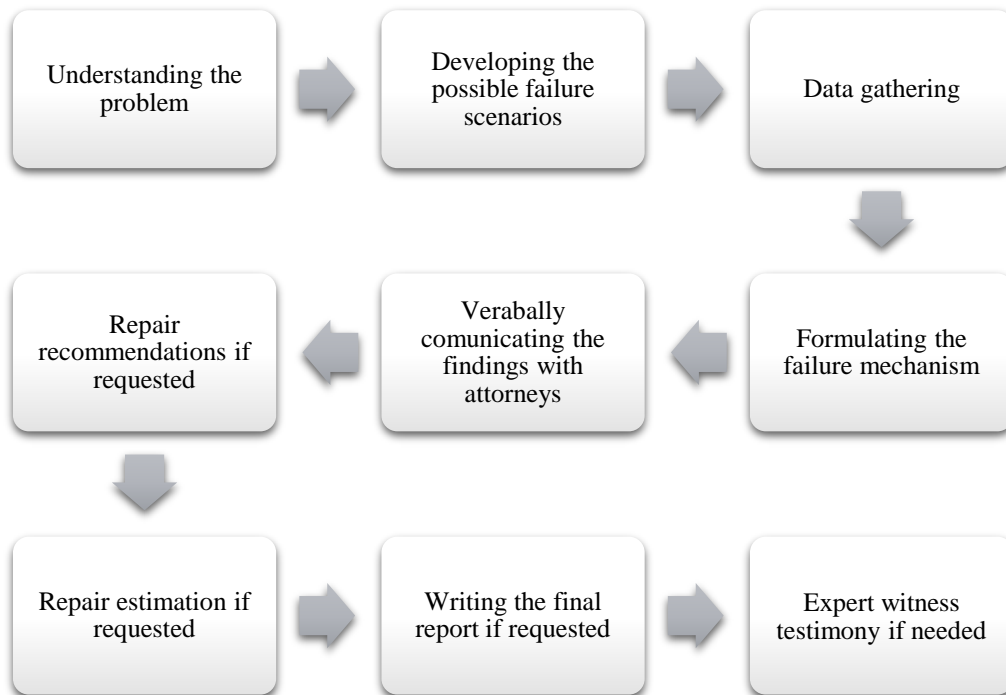 Understanding the
problem
Developing the
possible failure
scenarios
Data gathering
Formulating the
failure mechanism
Verabally
comunicating the
findings with
attorneys
Repair
recommendations if
requested
Repair estimation if
requested
Writing the final
report if requested
Expert witness
testimony if needed